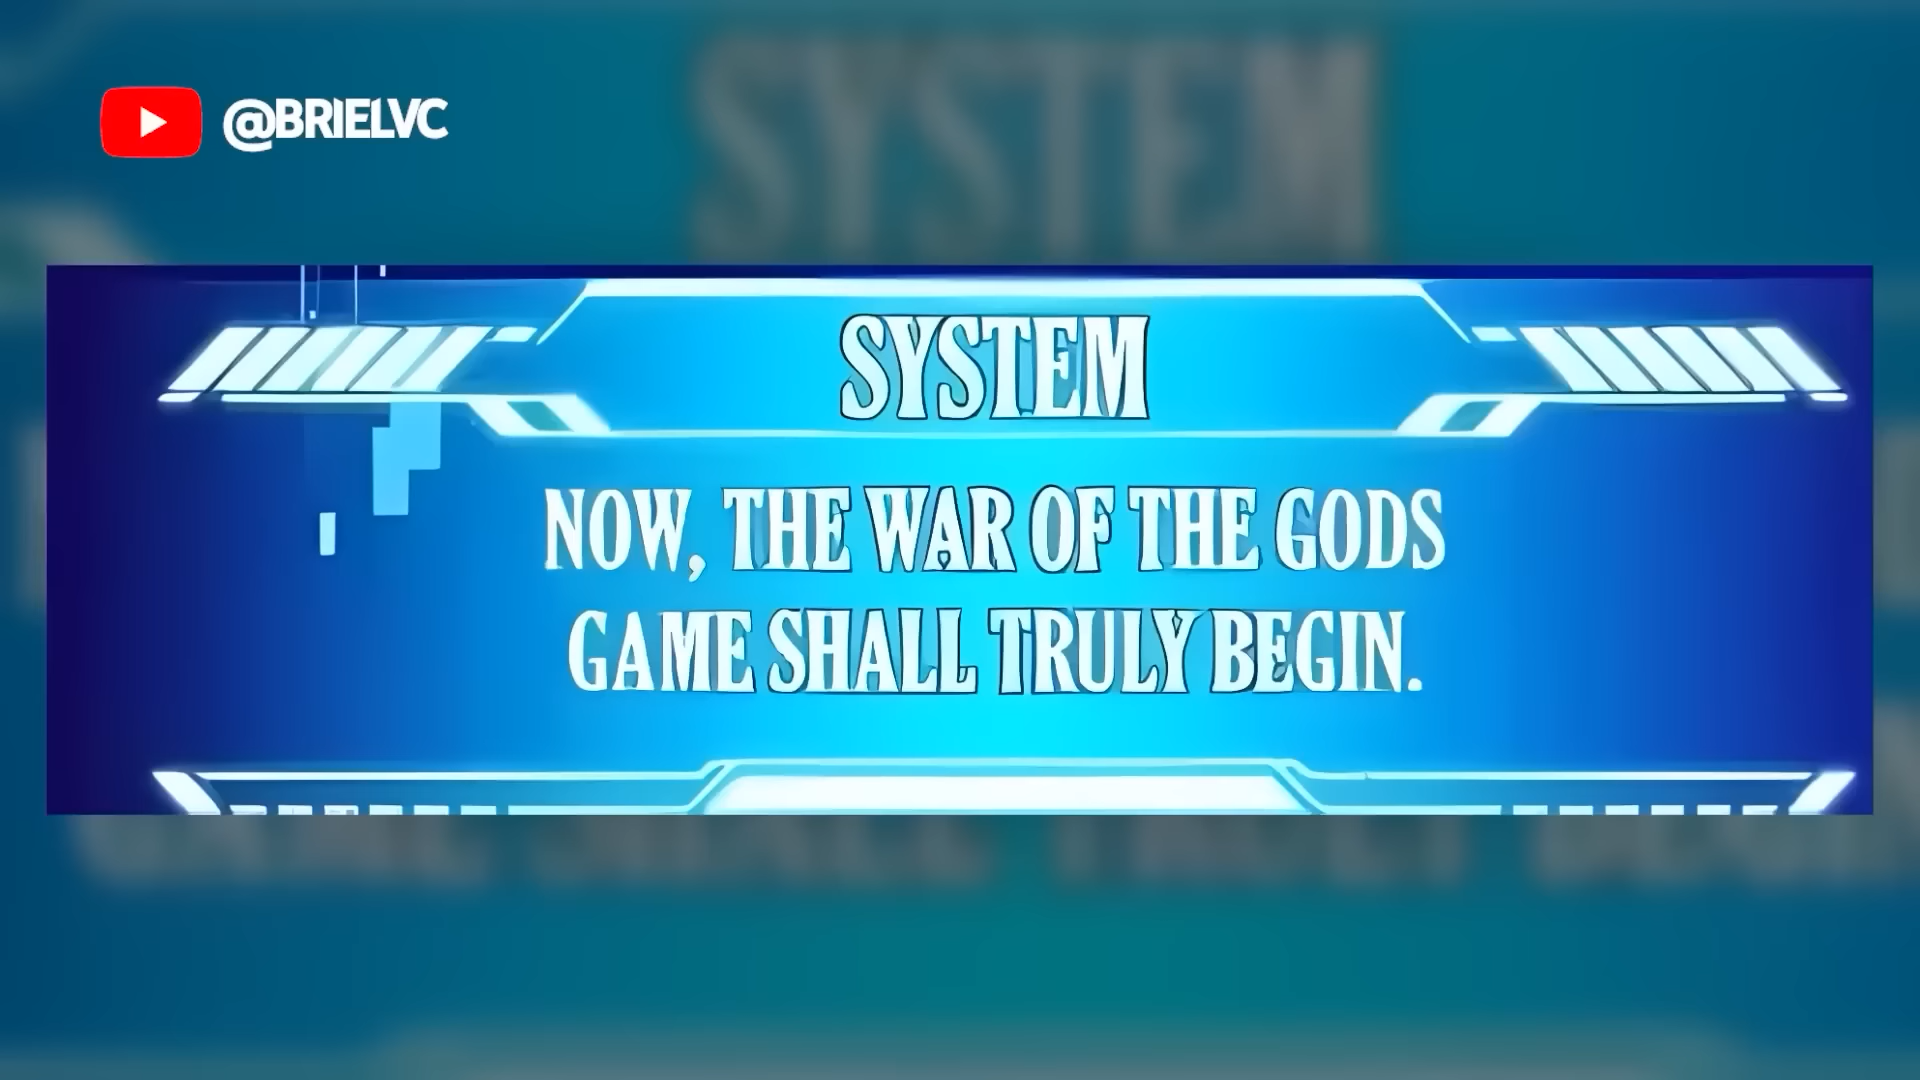 @BRIELVC
SYSTEM
NOW, THE WAR OF THE GODS
GAME SHALL TRULY BEGIN.